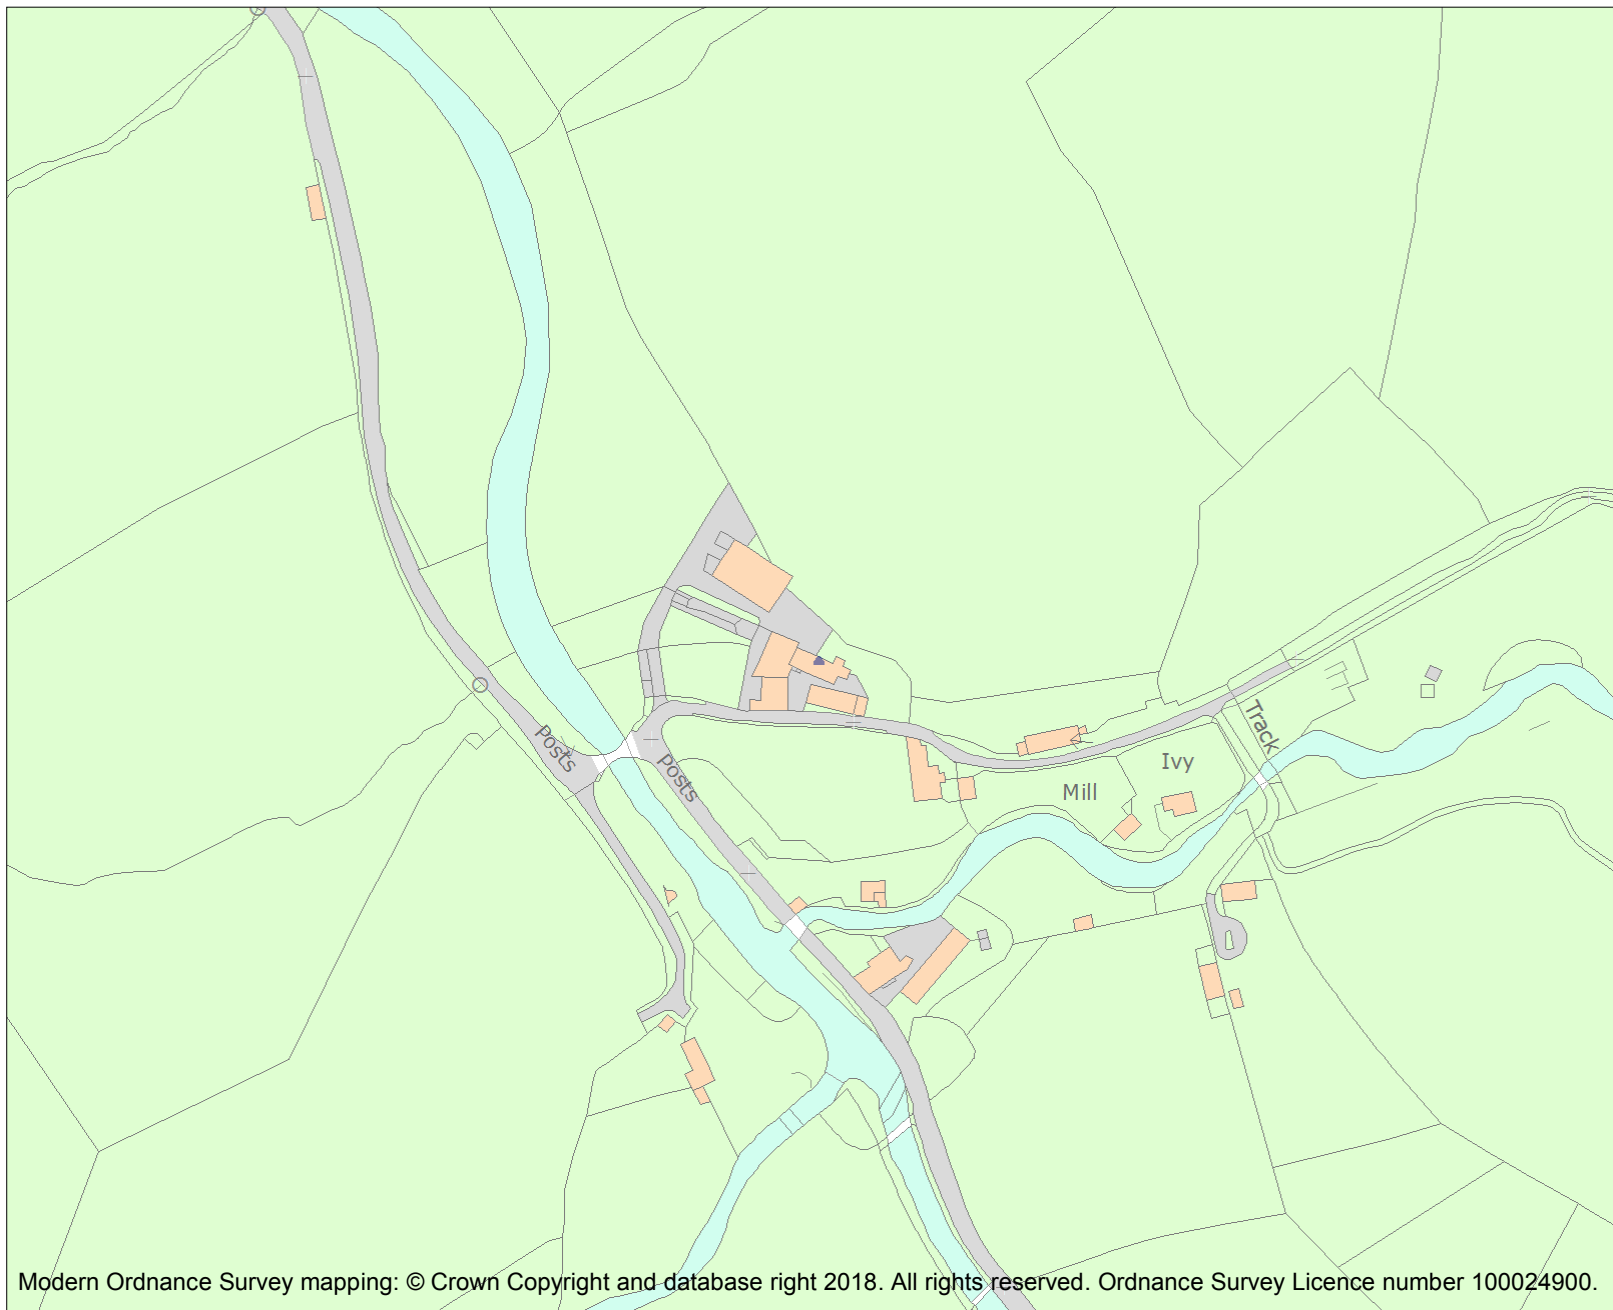 Track
Posts
Ivy
Posts
Mill
Modern Ordnance Survey mapping: © Crown Copyright and database right 2018. All rights reserved. Ordnance Survey Licence number 100024900.